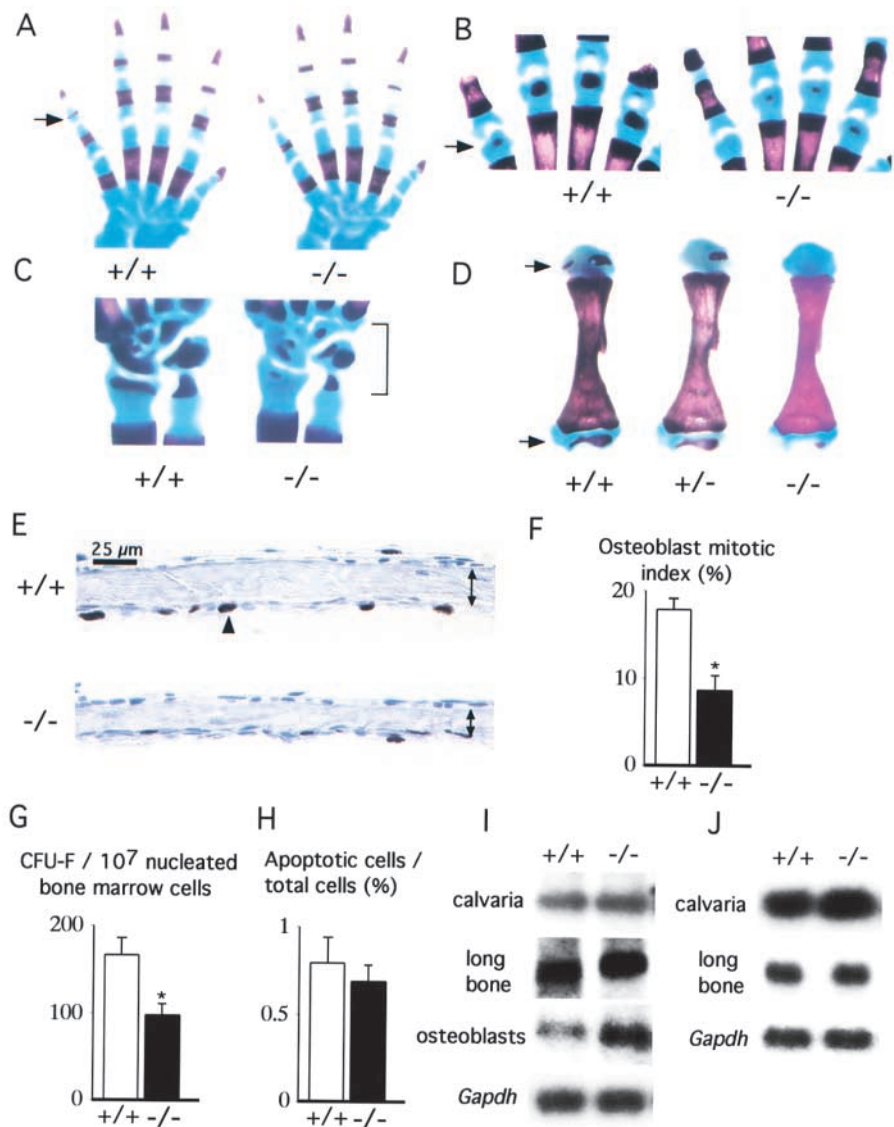 A
+/+ -/-
B
+/+ -/-
C
+/+ -/-
D
+/+ +/- -/-
E
25 µm
+/+
-/-
F
Osteoblast mitotic
index (%)
20
10
0
+/+ -/-
*
G
CFU-F / 10⁷ nucleated
bone marrow cells
200
100
0
+/+ -/-
*
H
Apoptotic cells /
total cells (%)
1
0.5
0
+/+ -/-
I
+/+ -/-
calvaria
long
bone
osteoblasts
Gapdh
J
+/+ -/-
calvaria
long
bone
Gapdh